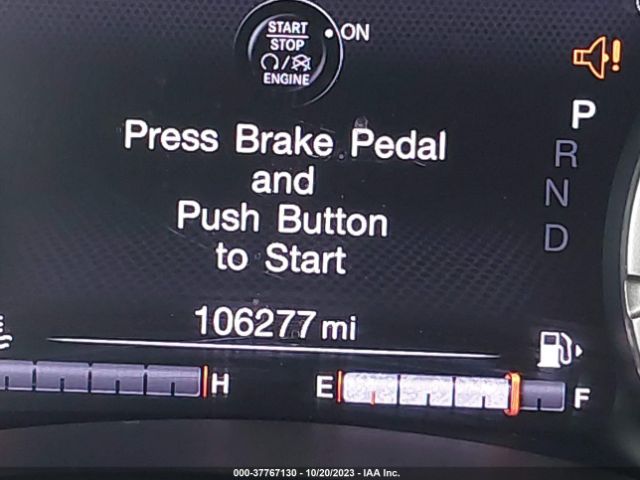 START
STOP
ON
ENGINE
Press Brake Pedal
and
Push Button
to Start
P
R
N
D
106277 mi
H
E
F
000-37767130 - 10/20/2023 - IAA Inc.